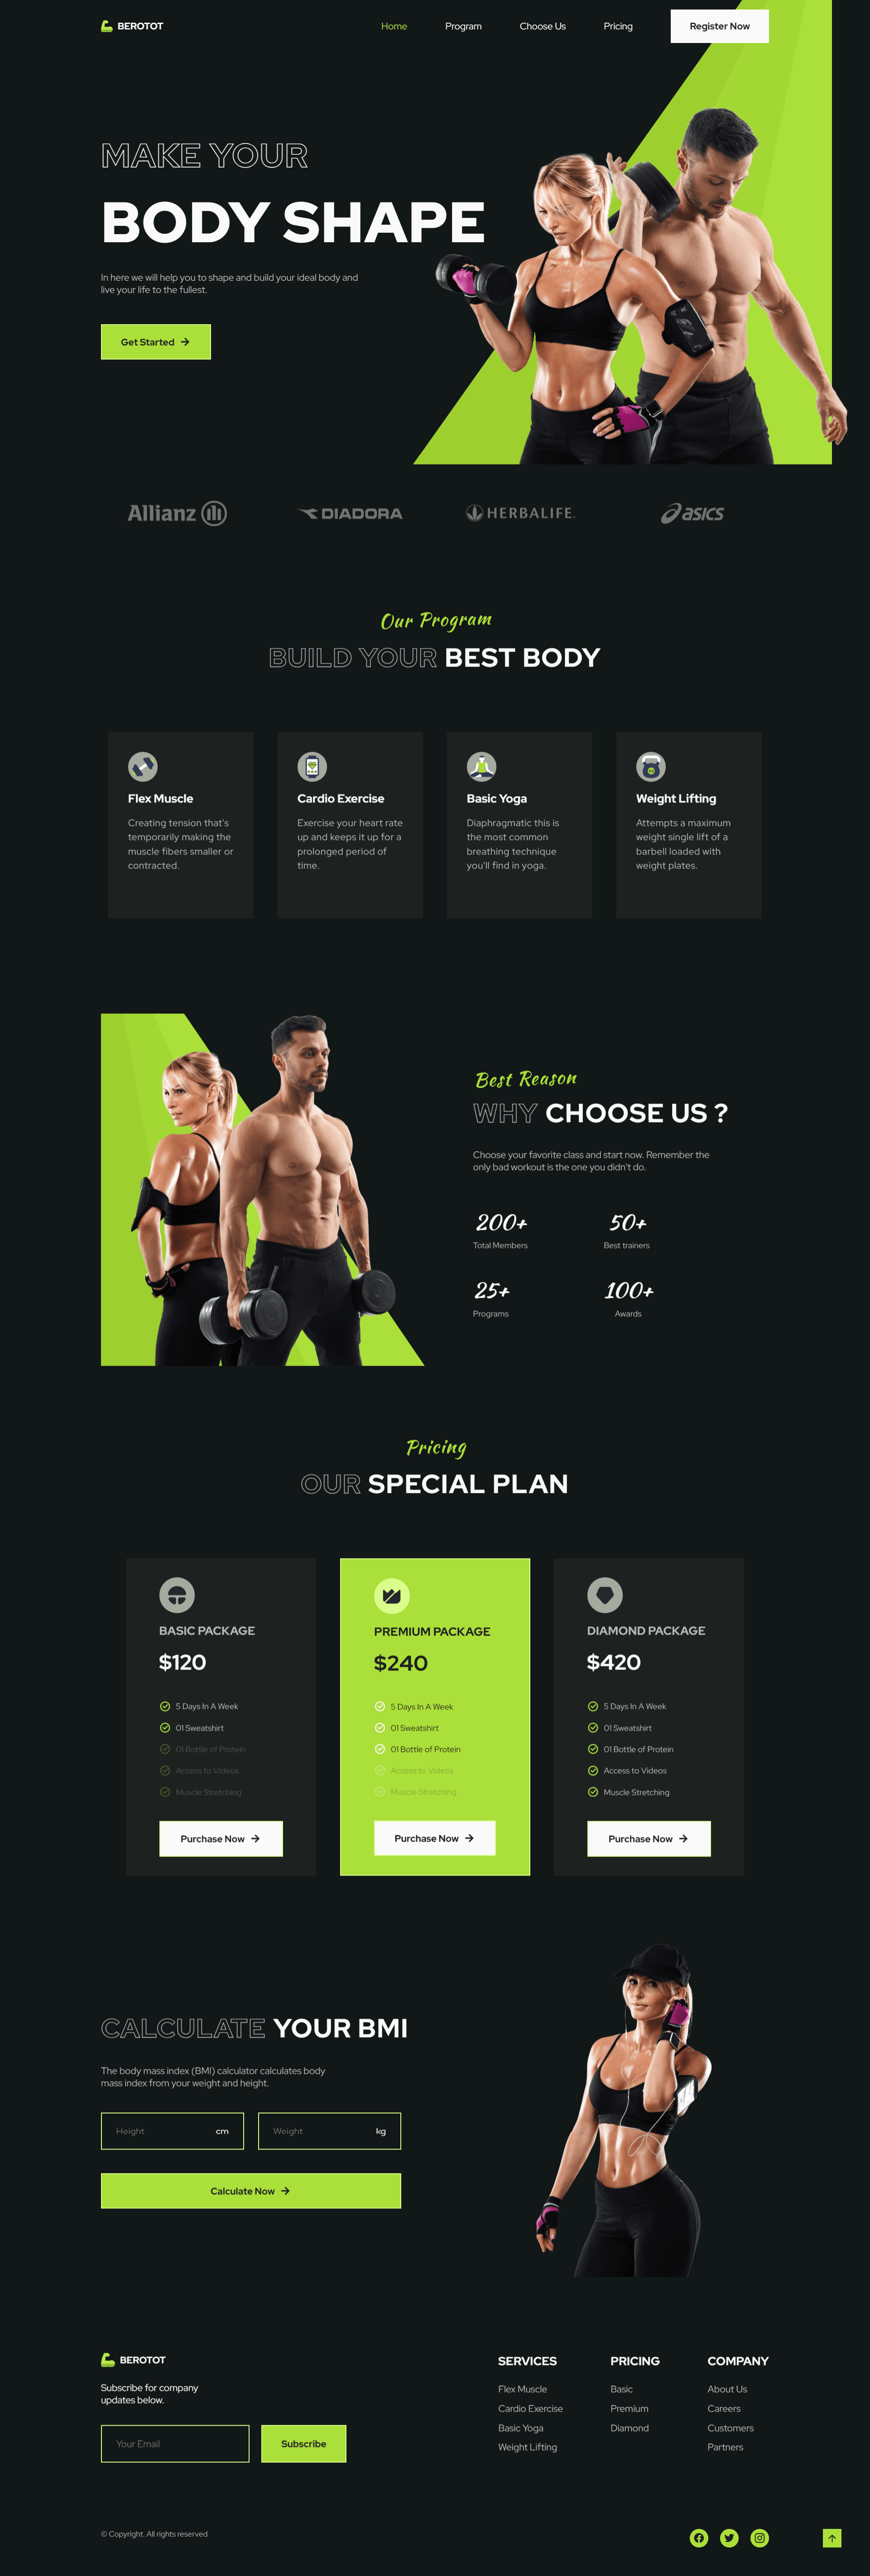 BEROTOT
Home
Program
Choose Us
Pricing
Register Now
MAKE YOUR
BODY SHAPE
In here we will help you to shape and build your ideal body and
live your life to the fullest.
Get Started
Allianz
DIADORA
HERBALIFE
asics
Our Program
BUILD YOUR BEST BODY
Flex Muscle
Creating tension that's
temporarily making the
muscle fibers smaller or
contracted.
Cardio Exercise
Exercise your heart rate
up and keeps it up for a
prolonged period of
time.
Basic Yoga
Diaphragmatic this is
the most common
breathing technique
you'll find in yoga.
Weight Lifting
Attempts a maximum
weight single lift of a
barbell loaded with
weight plates.
Best Reason
WHY CHOOSE US ?
Choose your favorite class and start now. Remember the
only bad workout is the one you didn't do.
200+
Total Members
50+
Best trainers
25+
Programs
100+
Awards
Pricing
OUR SPECIAL PLAN
BASIC PACKAGE
$120
5 Days In A Week
01 Sweatshirt
01 Bottle of Protein
Access to Videos
Muscle Stretching
Purchase Now
PREMIUM PACKAGE
$240
5 Days In A Week
01 Sweatshirt
01 Bottle of Protein
Access to Videos
Muscle Stretching
Purchase Now
DIAMOND PACKAGE
$420
5 Days In A Week
01 Sweatshirt
01 Bottle of Protein
Access to Videos
Muscle Stretching
Purchase Now
CALCULATE YOUR BMI
The body mass index (BMI) calculator calculates body
mass index from your weight and height.
Height
cm
Weight
kg
Calculate Now
BEROTOT
Subscribe for company
updates below.
Your Email
Subscribe
SERVICES
Flex Muscle
Cardio Exercise
Basic Yoga
Weight Lifting
PRICING
Basic
Premium
Diamond
COMPANY
About Us
Careers
Customers
Partners
© Copyright. All rights reserved